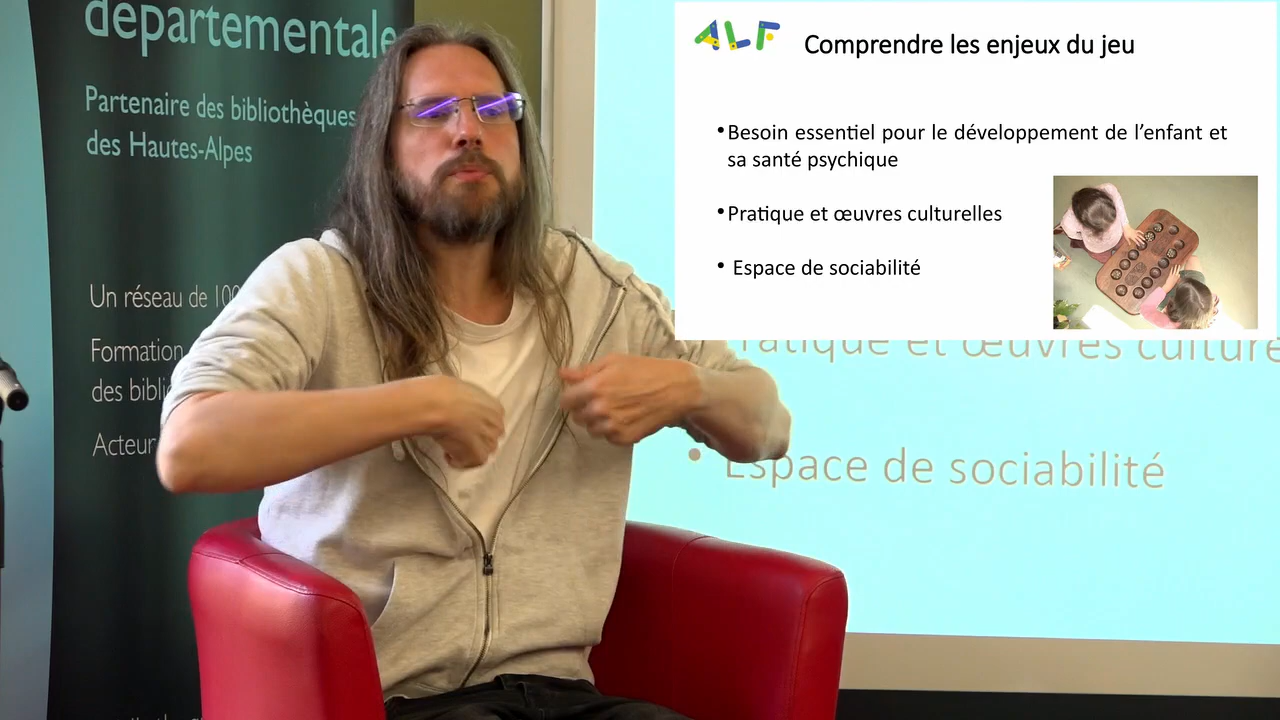 départementale
Partenaire des bibliothèques
des Hautes-Alpes
Un réseau de 100
Formation
des bibli
Acteur
ALF
Comprendre les enjeux du jeu
•Besoin essentiel pour le développement de l'enfant et
sa santé psychique
•Pratique et œuvres culturelles
• Espace de sociabilité
Pratique et œuvres culture
• Espace de sociabilité